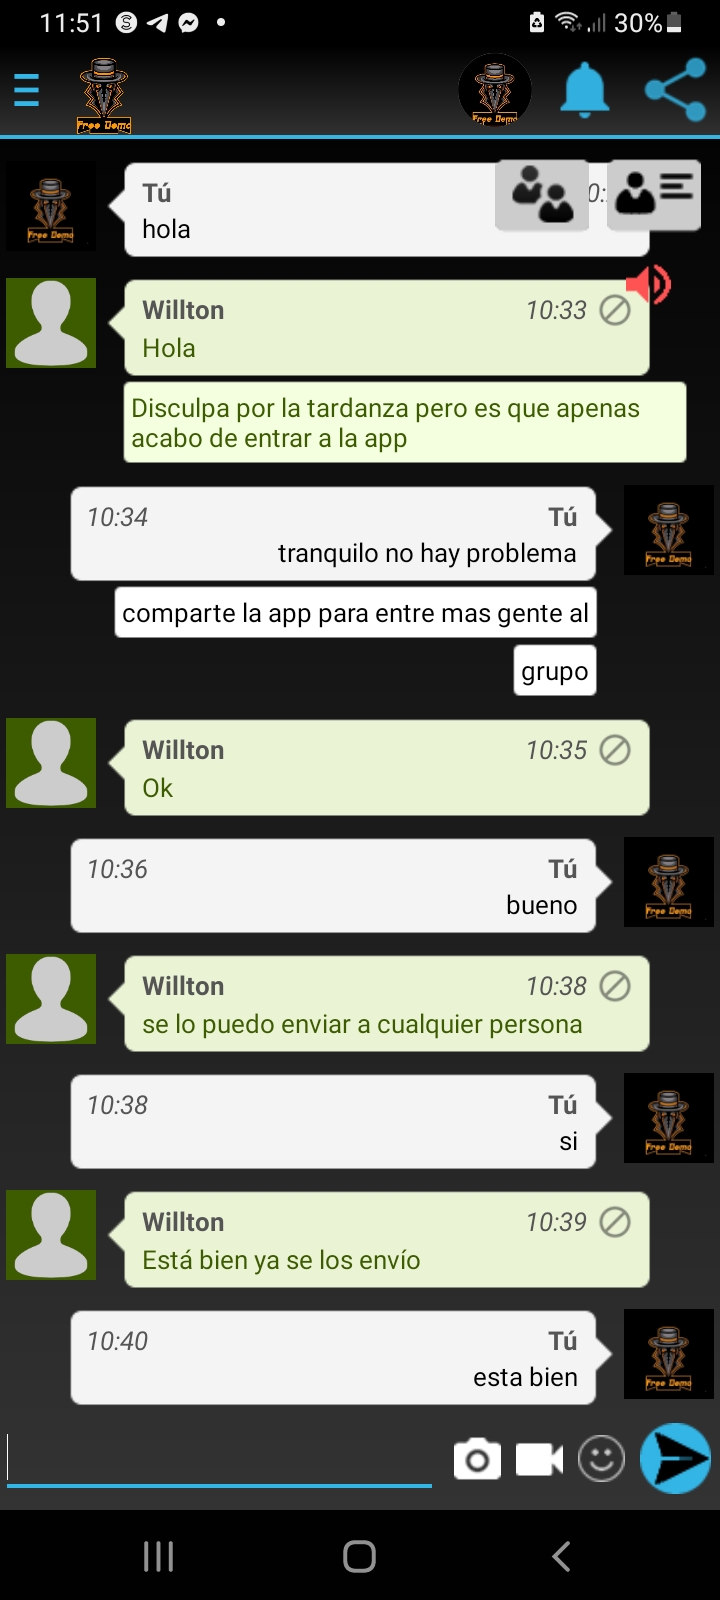 11:51
30%
Free Demo
Free Demo
Tú
hola
Free Demo
Willton 10:33
Hola
Disculpa por la tardanza pero es que apenas
acabo de entrar a la app
10:34 Tú
tranquilo no hay problema
Free Demo
comparte la app para entre mas gente al
grupo
Willton 10:35
Ok
10:36 Tú
bueno
Free Demo
Willton 10:38
se lo puedo enviar a cualquier persona
10:38 Tú
si
Free Demo
Willton 10:39
Está bien ya se los envío
10:40 Tú
esta bien
Free Demo